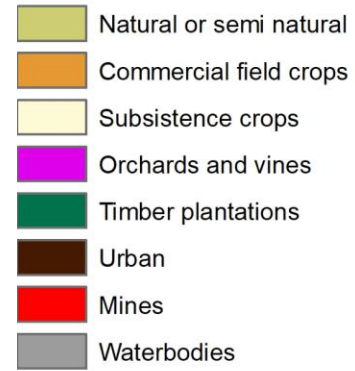 Natural or semi natural
Commercial field crops
Subsistence crops
Orchards and vines
Timber plantations
Urban
Mines
Waterbodies